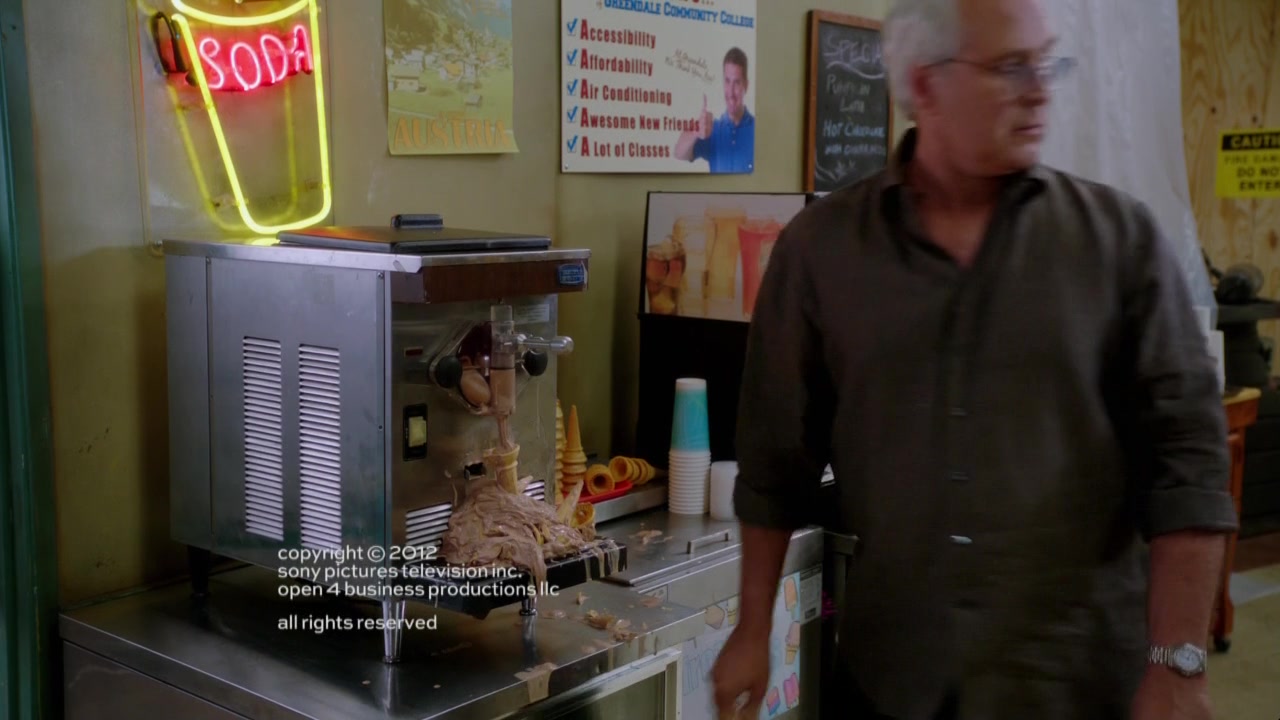 SODA
AUSTRIA
GREENDALE COMMUNITY COLLEGE
Accessibility
Affordability
Air Conditioning
Awesome New Friends
A Lot of Classes
HOT CHOCOLATE
CAUTION
DO NOT
ENTER
copyright © 2012
sony pictures television inc.
open 4 business productions llc
all rights reserved